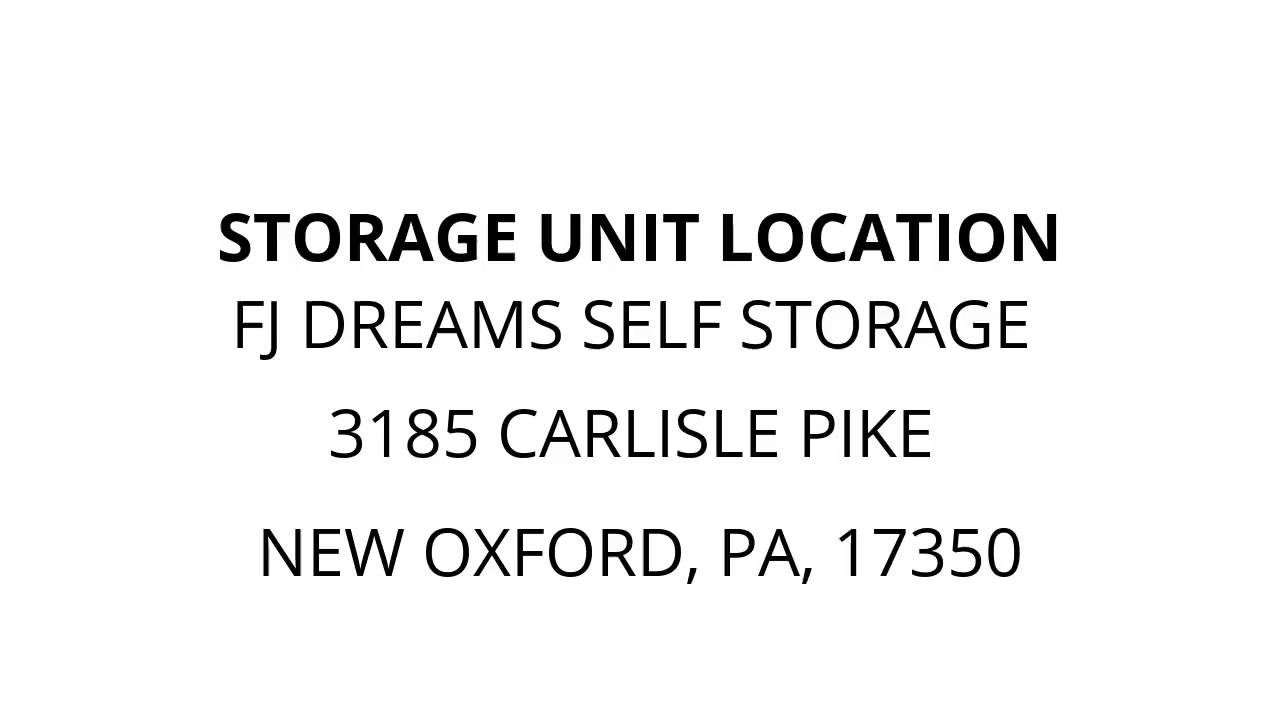 STORAGE UNIT LOCATION
FJ DREAMS SELF STORAGE
3185 CARLISLE PIKE
NEW OXFORD, PA, 17350